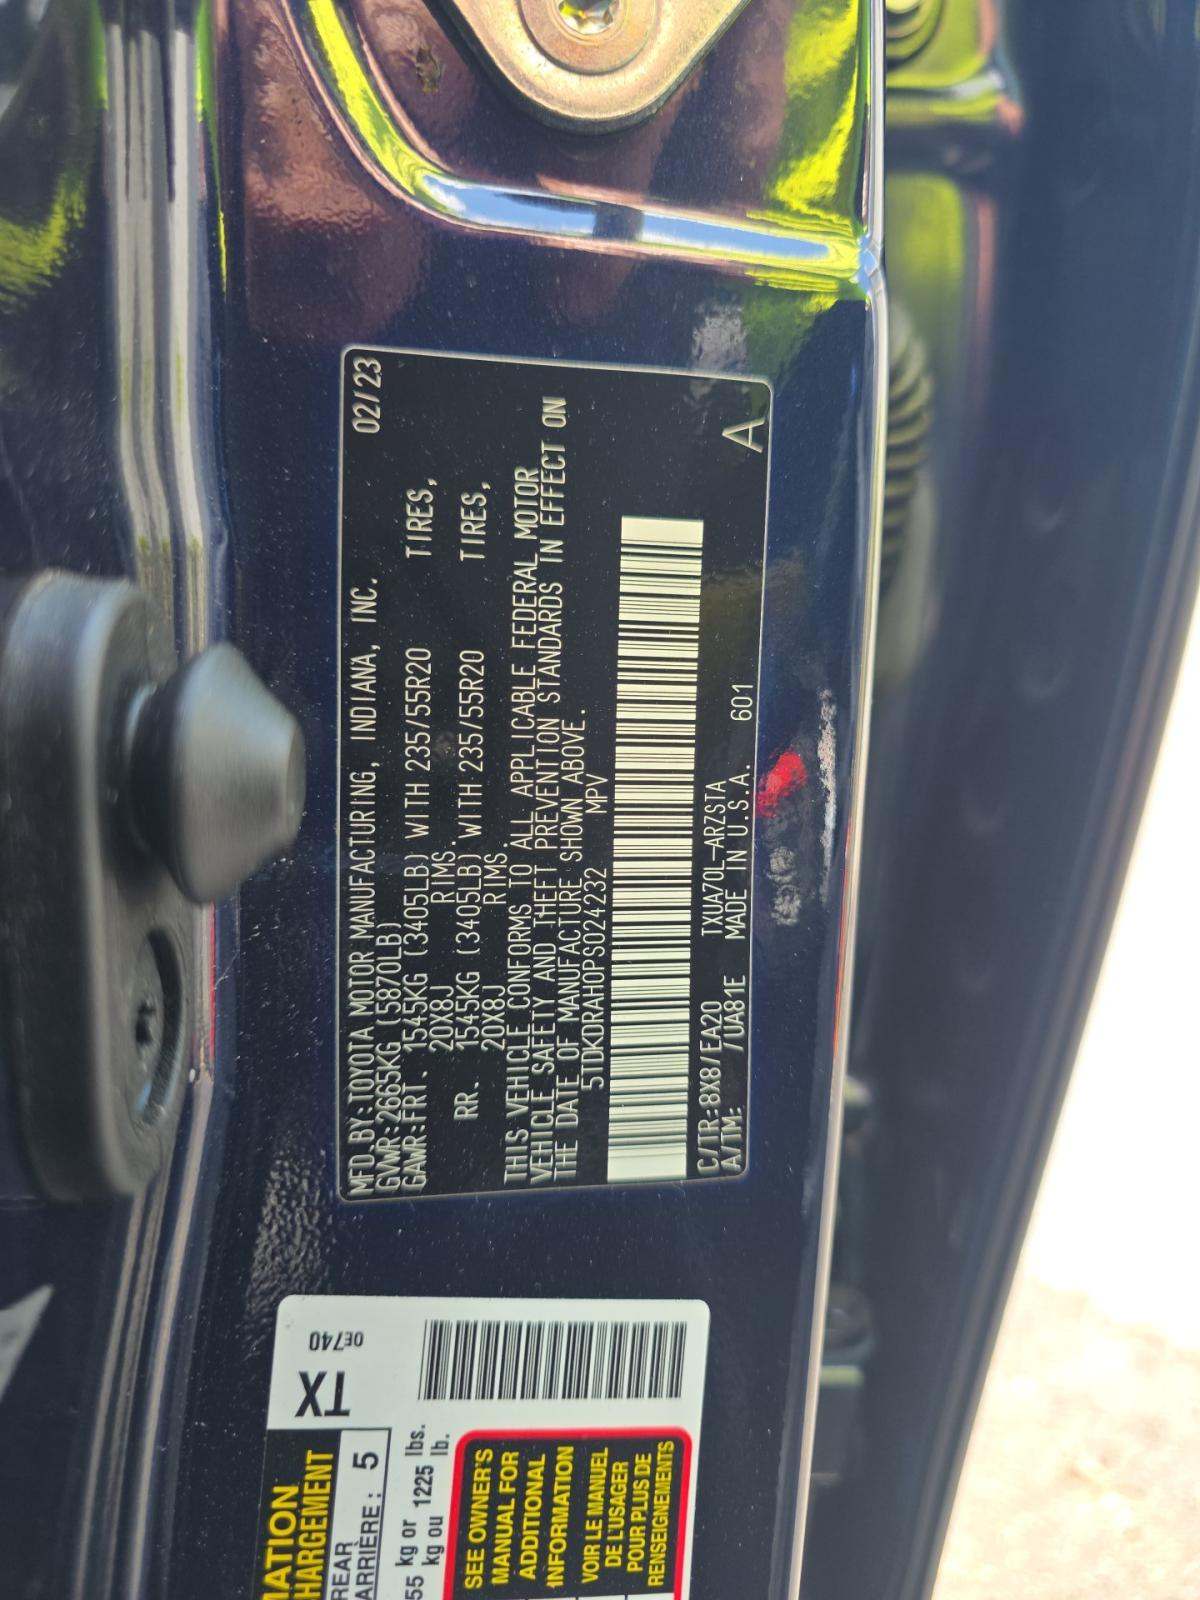 MFD.BY:TOYOTA MOTOR MANUFACTURING, INDIANA, INC. 02/23
GVWR:2665KG (5870LB)
GAWR:FRT. 1545KG (3405LB) WITH 235/55R20 TIRES,
20X8J RIMS.
RR. 1545KG (3405LB) WITH 235/55R20 TIRES,
20X8J RIMS.
THIS VEHICLE CONFORMS TO ALL APPLICABLE FEDERAL MOTOR
VEHICLE SAFETY AND THEFT PREVENTION STANDARDS IN EFFECT ON
THE DATE OF MANUFACTURE SHOWN ABOVE.
5TDKDRAH0PS024232 MPV
C/TR:8X8/EA20 TXUA70L-ARZSTA
A/TM: /UA81E MADE IN U.S.A. 601 A
TX 0E740
REAR
ARRIÈRE : 5
55 kg or 1225 lbs.
kg ou lb.
SEE OWNER'S
MANUAL FOR
ADDITIONAL
INFORMATION
VOIR LE MANUEL
DE L'USAGER
POUR PLUS DE
RENSEIGNEMENTS